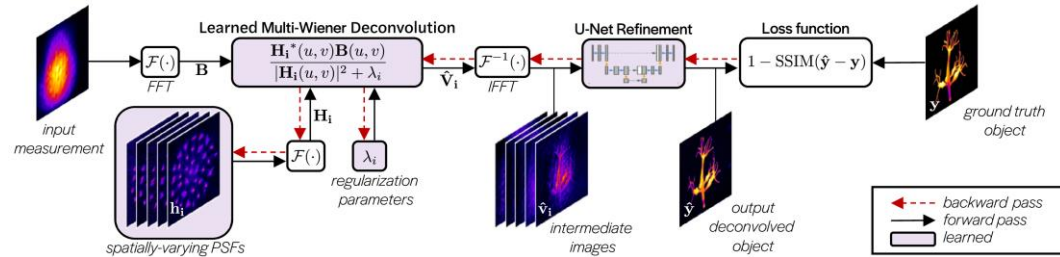 Learned Multi-Wiener Deconvolution
U-Net Refinement
Loss function
F(·)
FFT
B
H_i*(u, v)B(u, v)
|H_i(u, v)|² + λ_i
V̂_i
F⁻¹(·)
IFFT
1 − SSIM(ŷ − y)
y
input
measurement
H_i
F(·)
λ_i
regularization
parameters
h_i
spatially-varying PSFs
v̂_i
intermediate
images
ŷ
output
deconvolved
object
ground truth
object
backward pass
forward pass
learned